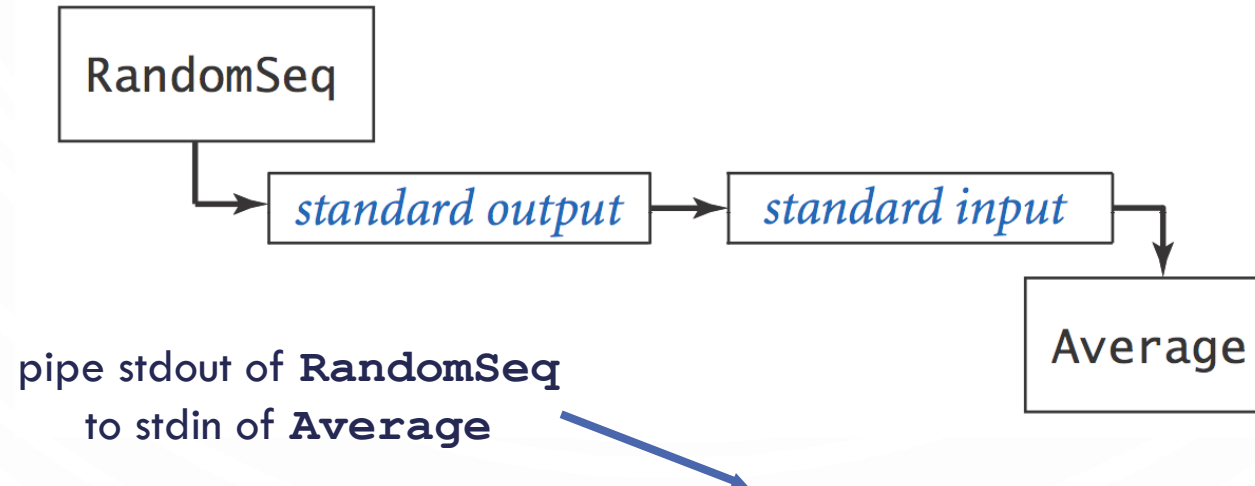 RandomSeq
standard output
standard input
Average
pipe stdout of RandomSeq
to stdin of Average